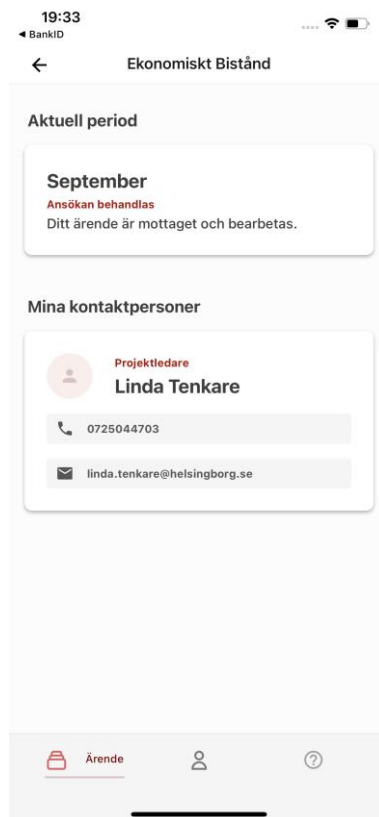 19:33
◀ BankID
Ekonomiskt Bistånd
Aktuell period
September
Ansökan behandlas
Ditt ärende är mottaget och bearbetas.
Mina kontaktpersoner
Projektledare
Linda Tenkare
0725044703
linda.tenkare@helsingborg.se
Ärende